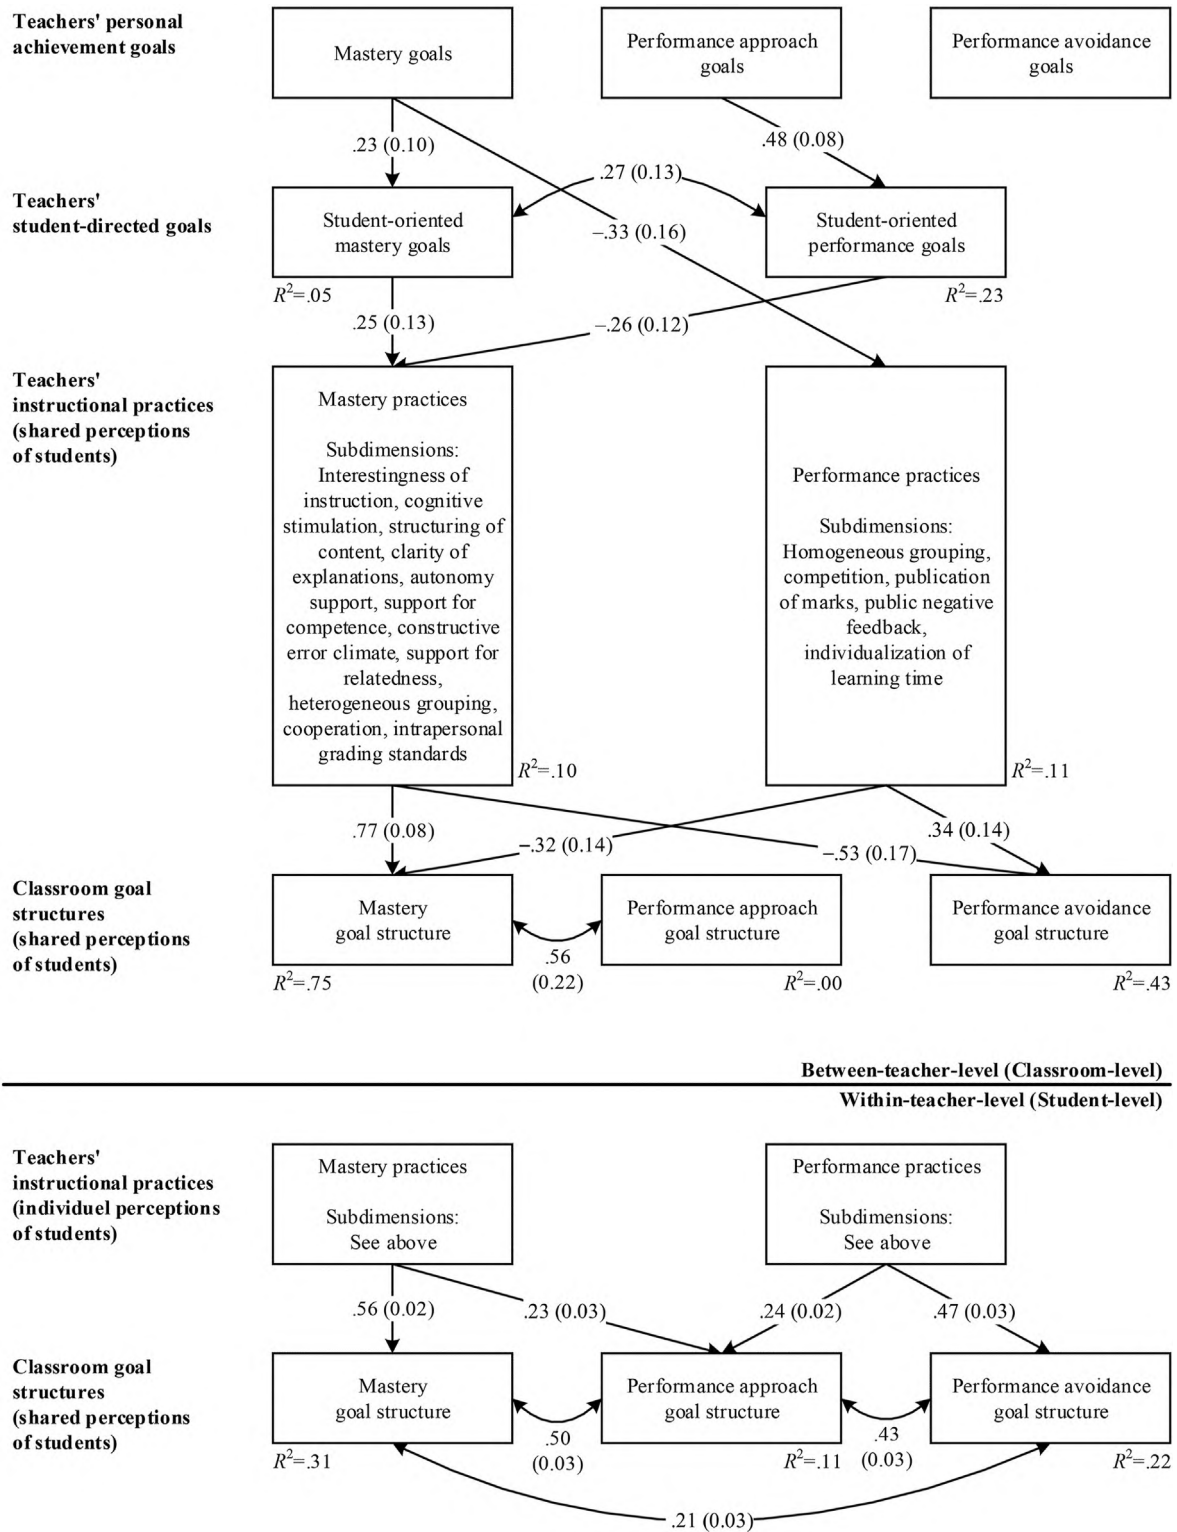 Teachers' personal
achievement goals
Mastery goals
Performance approach
goals
Performance avoidance
goals
.23 (0.10)
.48 (0.08)
.27 (0.13)
–.33 (0.16)
Teachers'
student-directed goals
Student-oriented
mastery goals
Student-oriented
performance goals
R²=.05
R²=.23
.25 (0.13)
–.26 (0.12)
Teachers'
instructional practices
(shared perceptions
of students)
Mastery practices
Subdimensions:
Interestingness of
instruction, cognitive
stimulation, structuring of
content, clarity of
explanations, autonomy
support, support for
competence, constructive
error climate, support for
relatedness,
heterogeneous grouping,
cooperation, intrapersonal
grading standards
R²=.10
Performance practices
Subdimensions:
Homogeneous grouping,
competition, publication
of marks, public negative
feedback,
individualization of
learning time
R²=.11
.77 (0.08)
–.32 (0.14)
–.53 (0.17)
.34 (0.14)
Classroom goal
structures
(shared perceptions
of students)
Mastery
goal structure
Performance approach
goal structure
Performance avoidance
goal structure
.56
(0.22)
R²=.75
R²=.00
R²=.43
Between-teacher-level (Classroom-level)
Within-teacher-level (Student-level)
Teachers'
instructional practices
(individuel perceptions
of students)
Mastery practices
Subdimensions:
See above
Performance practices
Subdimensions:
See above
.56 (0.02)
.23 (0.03)
.24 (0.02)
.47 (0.03)
Classroom goal
structures
(shared perceptions
of students)
Mastery
goal structure
Performance approach
goal structure
Performance avoidance
goal structure
.50
(0.03)
.43
(0.03)
R²=.31
R²=.11
R²=.22
.21 (0.03)